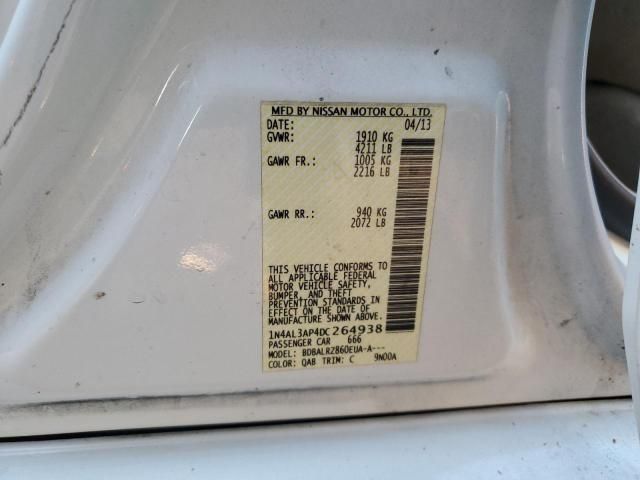 MFD BY NISSAN MOTOR CO., LTD.
DATE: 04/13
GVWR: 1910 KG
4211 LB
GAWR FR.: 1005 KG
2216 LB
GAWR RR.: 940 KG
2072 LB
THIS VEHICLE CONFORMS TO
ALL APPLICABLE FEDERAL
MOTOR VEHICLE SAFETY,
BUMPER, AND THEFT
PREVENTION STANDARDS IN
EFFECT ON THE DATE OF
MANUFACTURE SHOWN ABOVE.
1N4AL3AP4DC264938
PASSENGER CAR 666
MODEL: BDBALRZ860EUA-A---
COLOR: QAB TRIM: C 9N00A